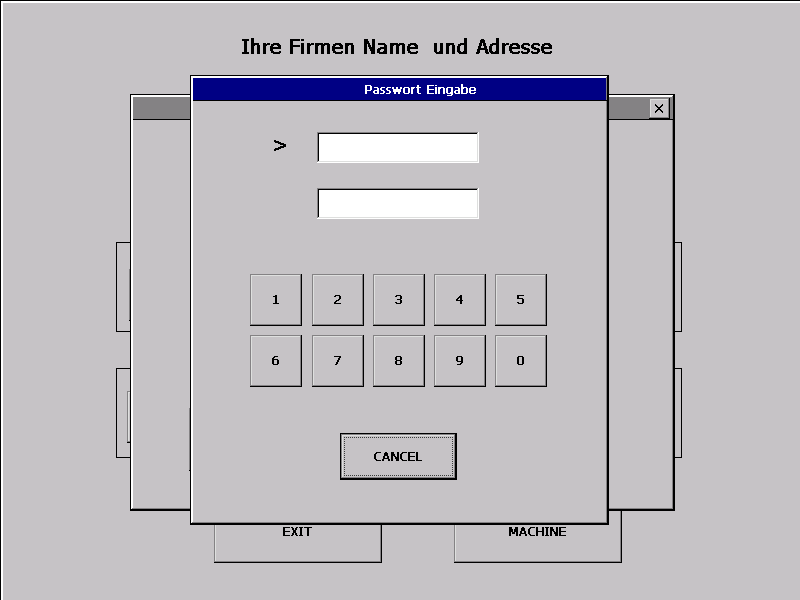 Ihre Firmen Name  und Adresse
Passwort Eingabe
>
1 2 3 4 5
6 7 8 9 0
CANCEL
EXIT MACHINE